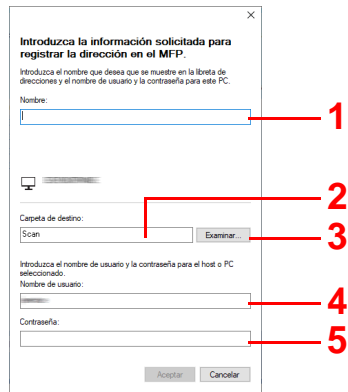 Introduzca la información solicitada para
registrar la dirección en el MFP.
Introduzca el nombre que desea que se muestre en la libreta de
direcciones y el nombre de usuario y la contraseña para este PC.
Nombre:
1
2
Carpeta de destino:
Scan
Examinar...
3
Introduzca el nombre de usuario y la contraseña para el host o PC
seleccionado.
Nombre de usuario:
4
Contraseña:
5
Aceptar
Cancelar